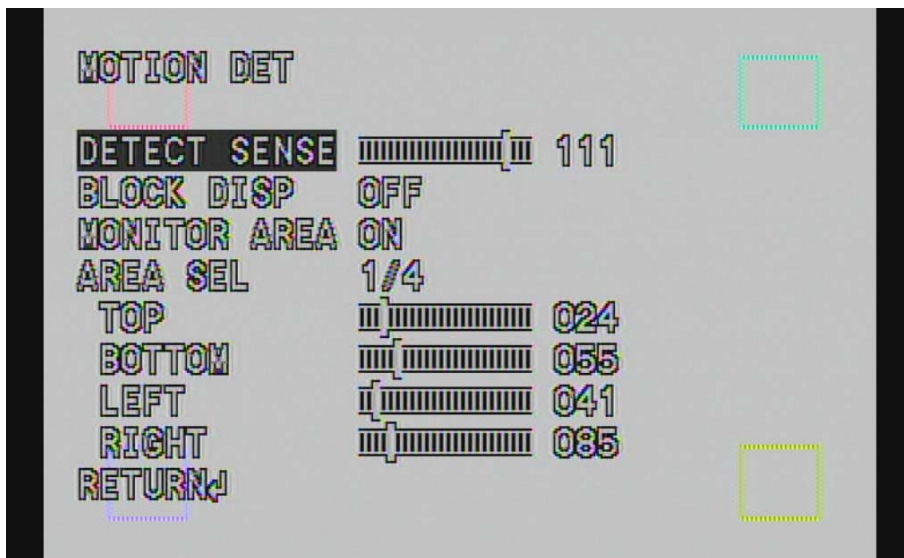 MOTION DET
DETECT SENSE 111
BLOCK DISP OFF
MONITOR AREA ON
AREA SEL 1/4
TOP 024
BOTTOM 055
LEFT 041
RIGHT 085
RETURN↵